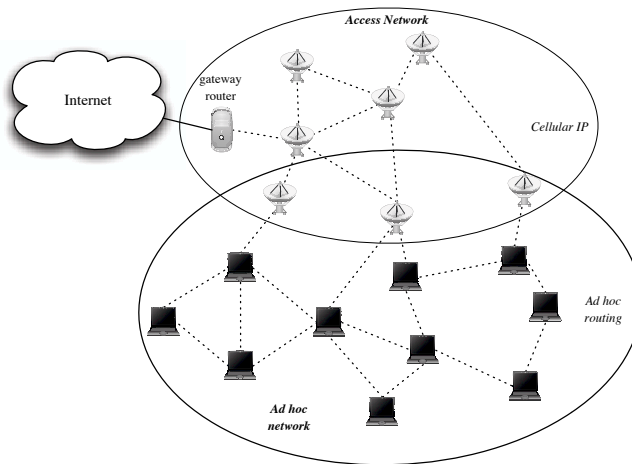 Access Network
gateway
router
Internet
Cellular IP
Ad hoc
routing
Ad hoc
network